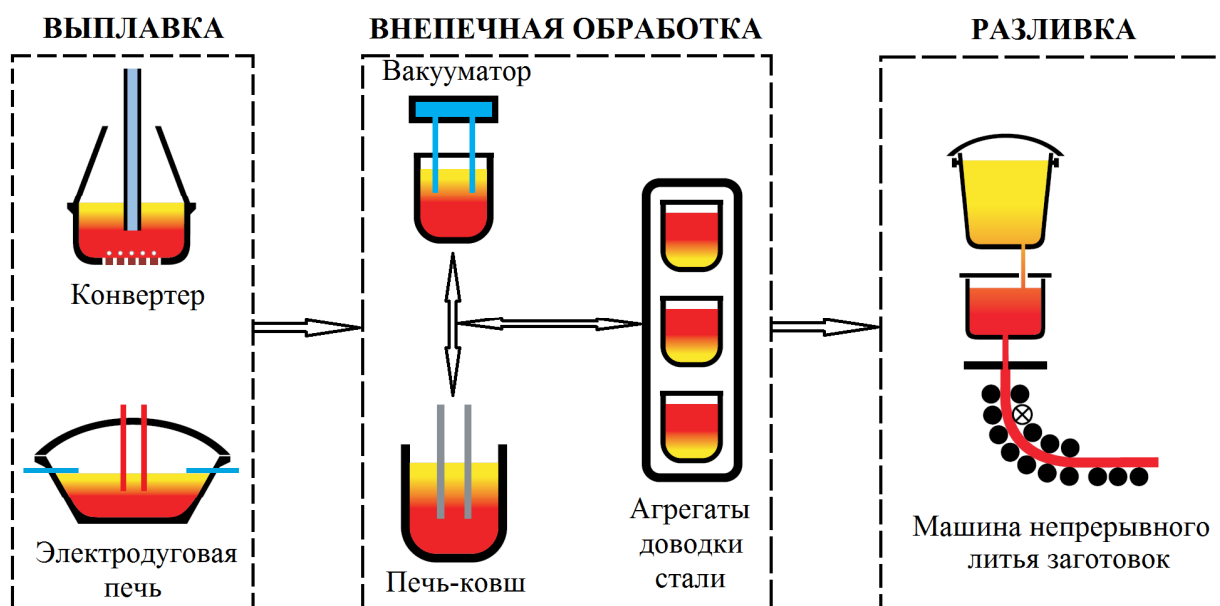 ВЫПЛАВКА
ВНЕПЕЧНАЯ ОБРАБОТКА
РАЗЛИВКА
Вакууматор
Конвертер
Электродуговая
печь
Печь-ковш
Агрегаты
доводки
стали
Машина непрерывного
литья заготовок